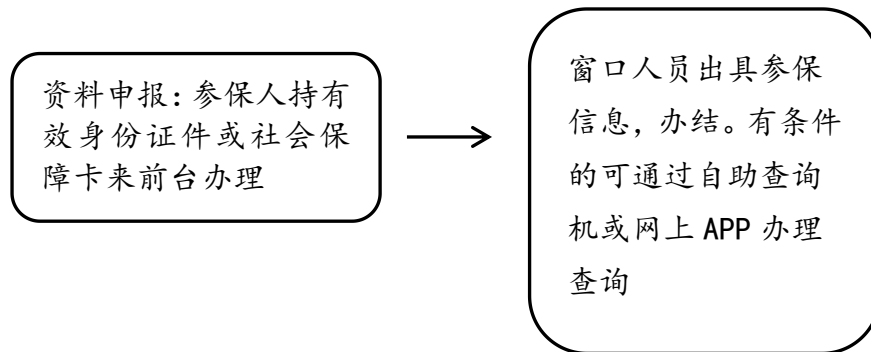 资料申报：参保人持有
效身份证件或社会保
障卡来前台办理
窗口人员出具参保
信息，办结。有条件
的可通过自助查询
机或网上 APP 办理
查询